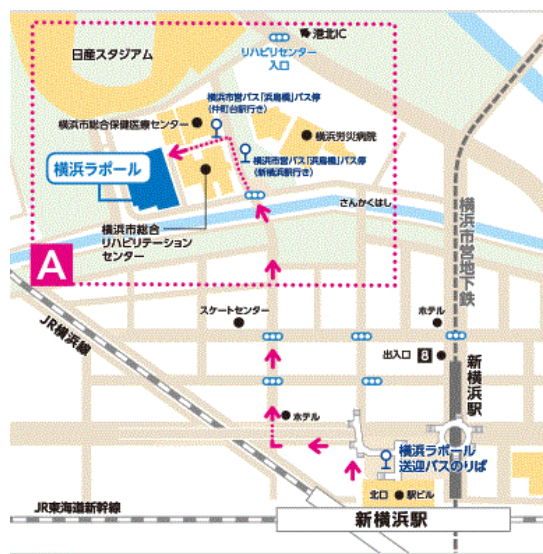 日産スタジアム
港北IC
リハビリセンター
入口
横浜市営バス「浜鳥橋」バス停
(仲町台駅行き)
横浜市総合保健医療センター
横浜労災病院
横浜市営バス「浜鳥橋」バス停
(新横浜駅行き)
横浜ラポール
さんかくはし
横浜市総合
リハビリテーション
センター
A
横浜市営地下鉄
スケートセンター
ホテル
JR横浜線
出入口 8
新横浜駅
ホテル
横浜ラポール
送迎バスのりば
北口
駅ビル
JR東海道新幹線
新横浜駅